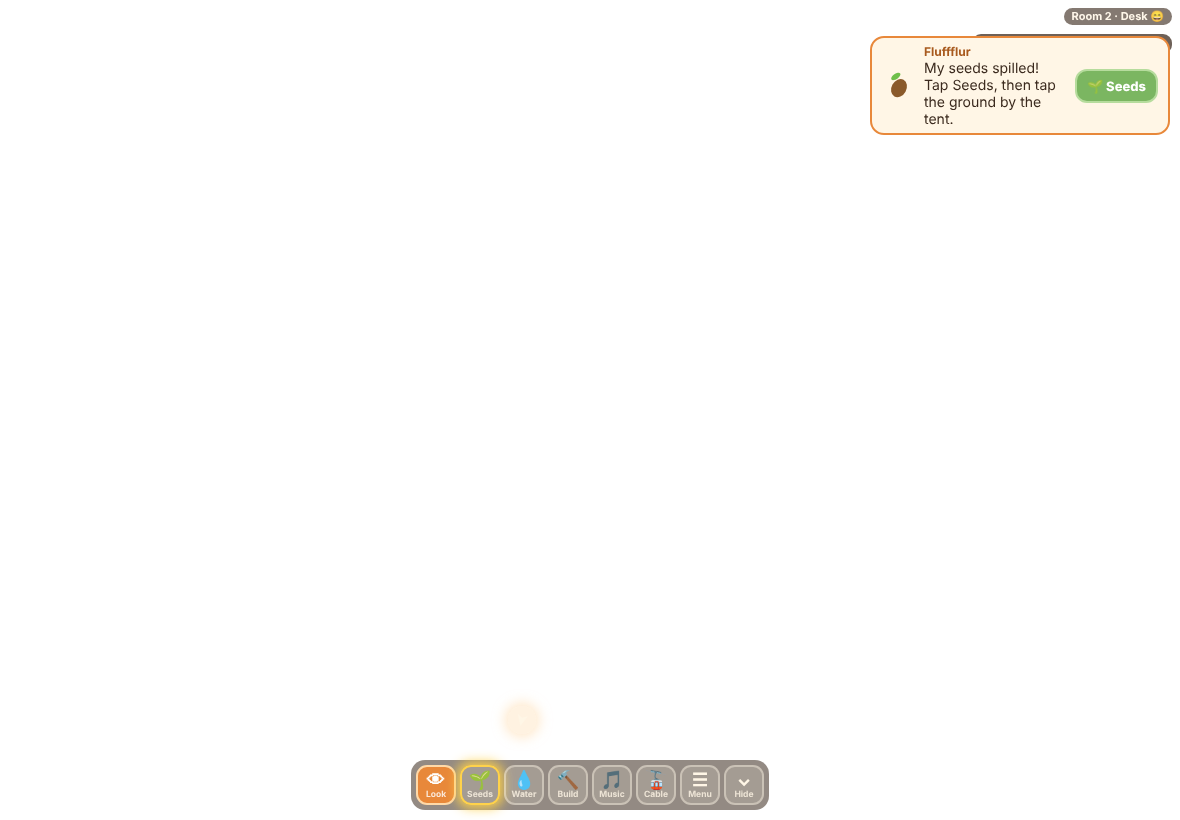 Room 2 · Desk 😀
Fluffflur
My seeds spilled!
Tap Seeds, then tap
the ground by the
tent.
🌱 Seeds
Look
Seeds
Water
Build
Music
Cable
Menu
Hide